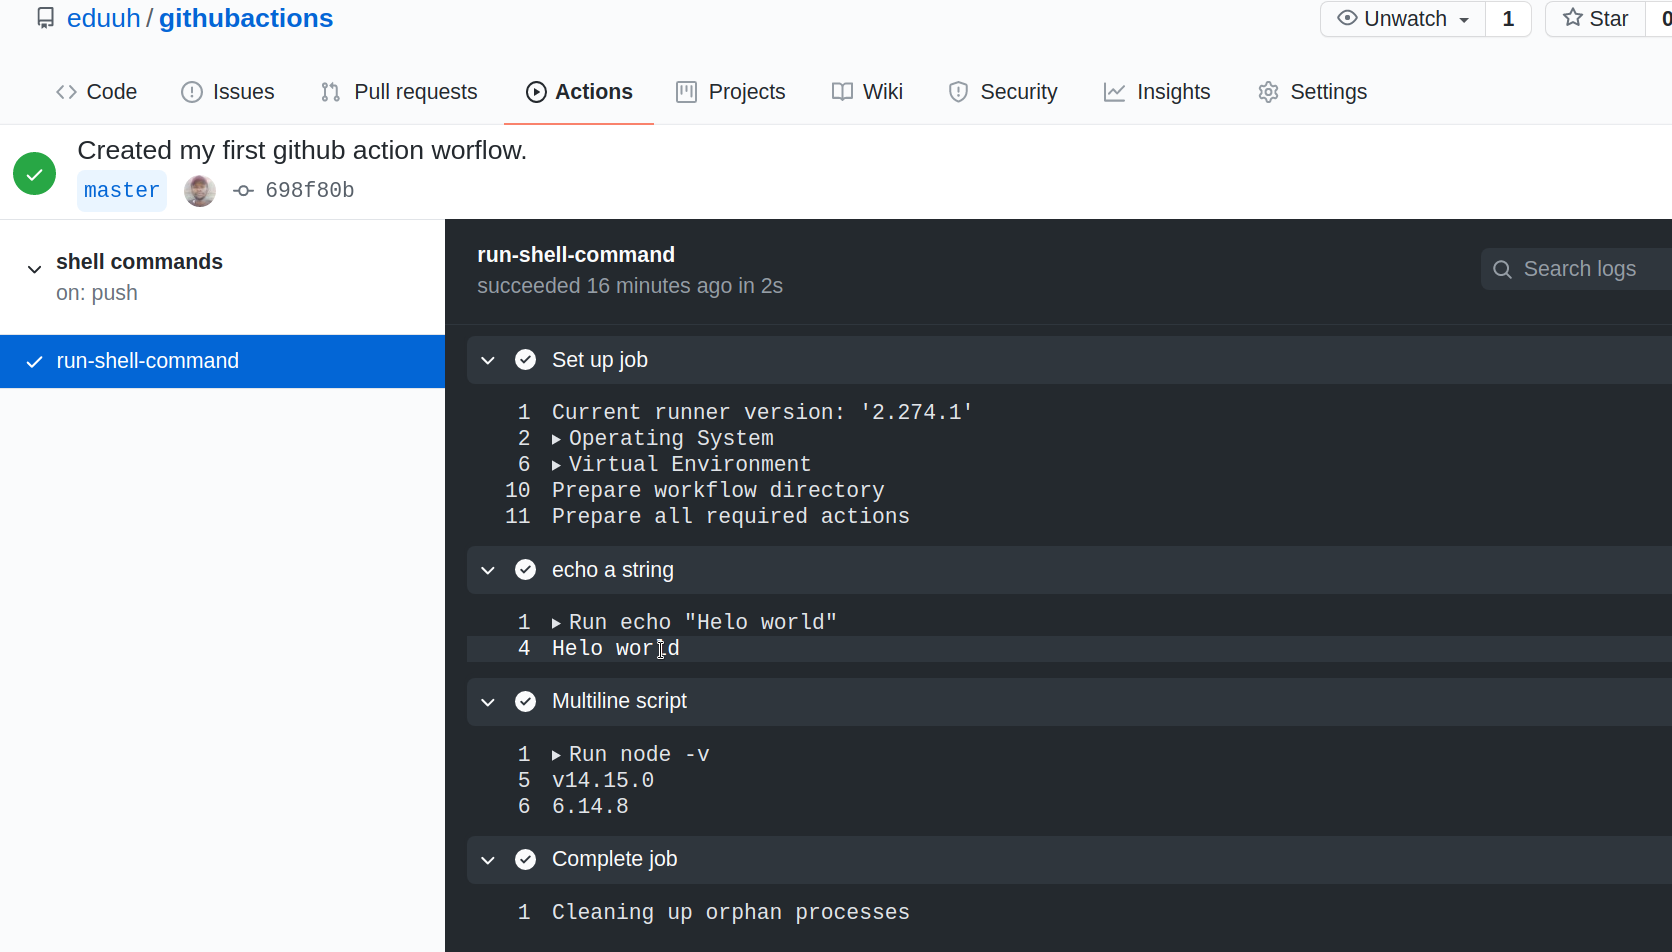 eduuh / githubactions
Unwatch 1 Star 0
Code Issues Pull requests Actions Projects Wiki Security Insights Settings
Created my first github action worflow.
master 698f80b
shell commands
on: push
run-shell-command
run-shell-command
succeeded 16 minutes ago in 2s
Search logs
Set up job
1 Current runner version: '2.274.1'
2 Operating System
6 Virtual Environment
10 Prepare workflow directory
11 Prepare all required actions
echo a string
1 Run echo "Helo world"
4 Helo world
Multiline script
1 Run node -v
5 v14.15.0
6 6.14.8
Complete job
1 Cleaning up orphan processes